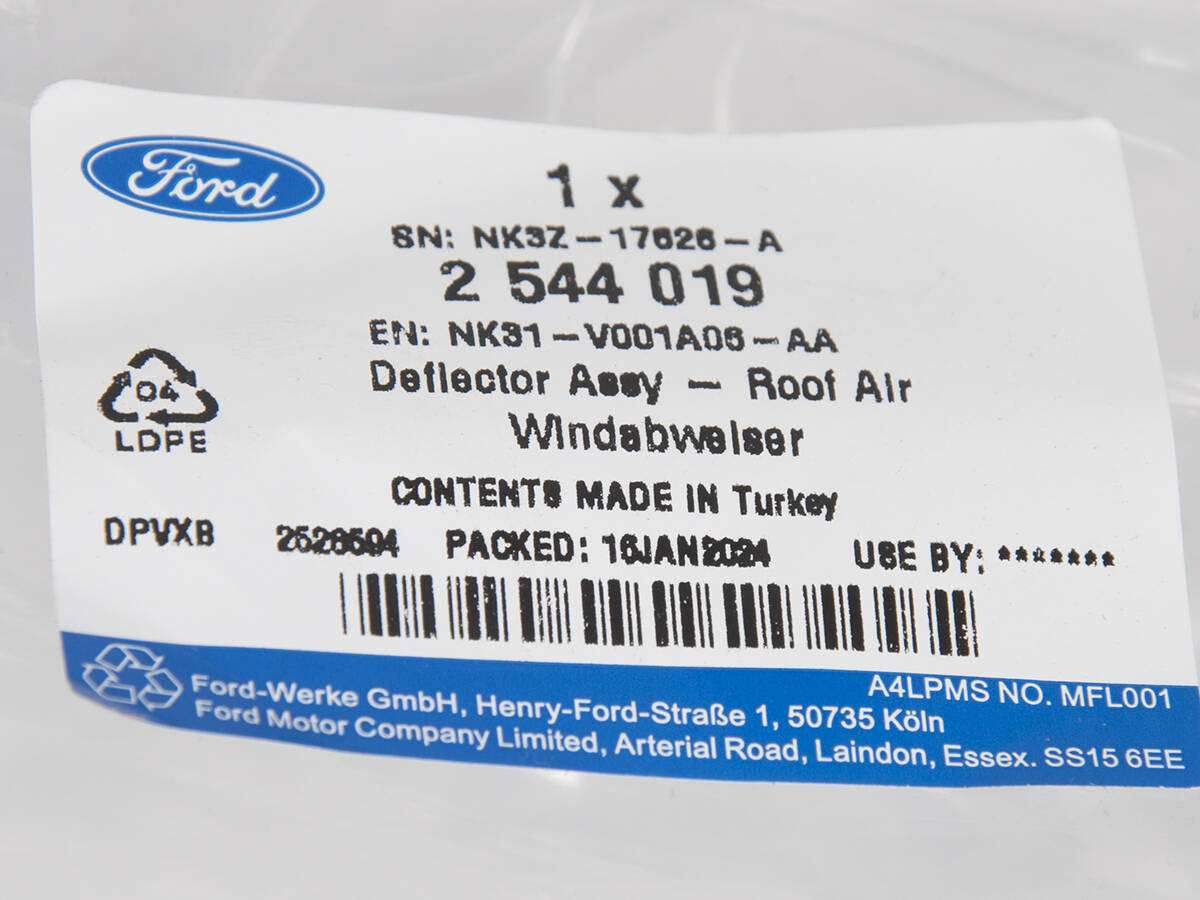 Ford
1 x
SN: NK3Z-17626-A
2 544 019
EN: NK31-V001A06-AA
Deflector Assy - Roof Air
Windabweiser
04
LDPE
CONTENTS MADE IN Turkey
DPVXB PACKED: 16JAN2024 USE BY: *******
A4LPMS NO. MFL001
Ford-Werke GmbH, Henry-Ford-Straße 1, 50735 Köln
Ford Motor Company Limited, Arterial Road, Laindon, Essex. SS15 6EE